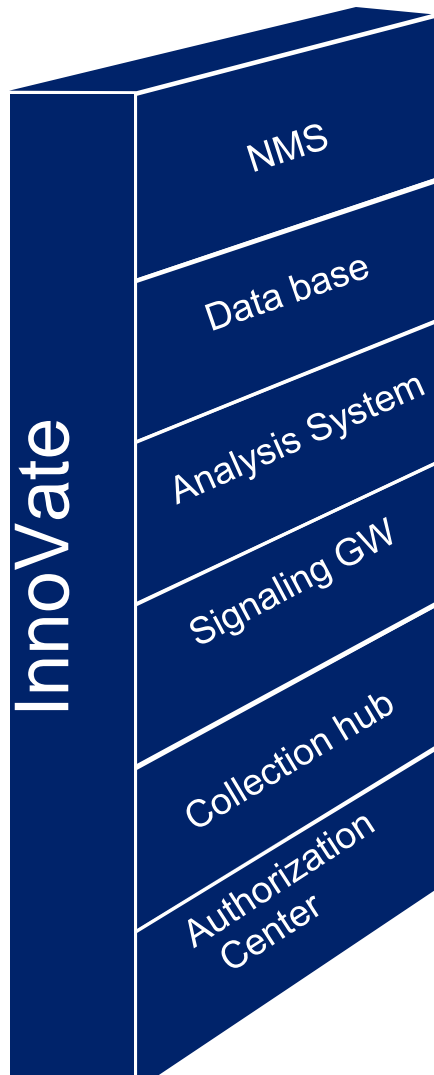 InnoVate
NMS
Data base
Analysis System
Signaling GW
Collection hub
Authorization
Center